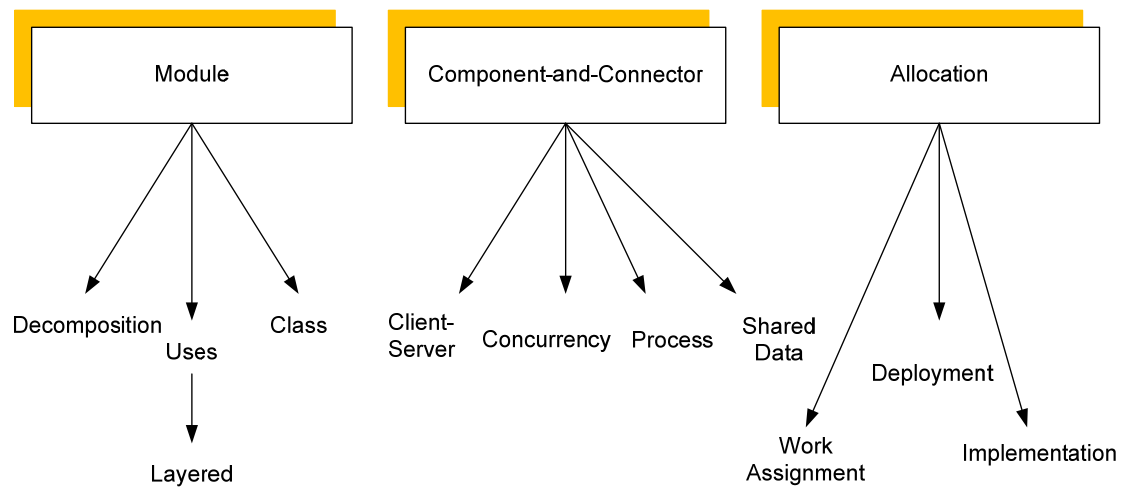 Module
Component-and-Connector
Allocation
Decomposition
Uses
Class
Layered
Client-
Server
Concurrency
Process
Shared
Data
Deployment
Work
Assignment
Implementation